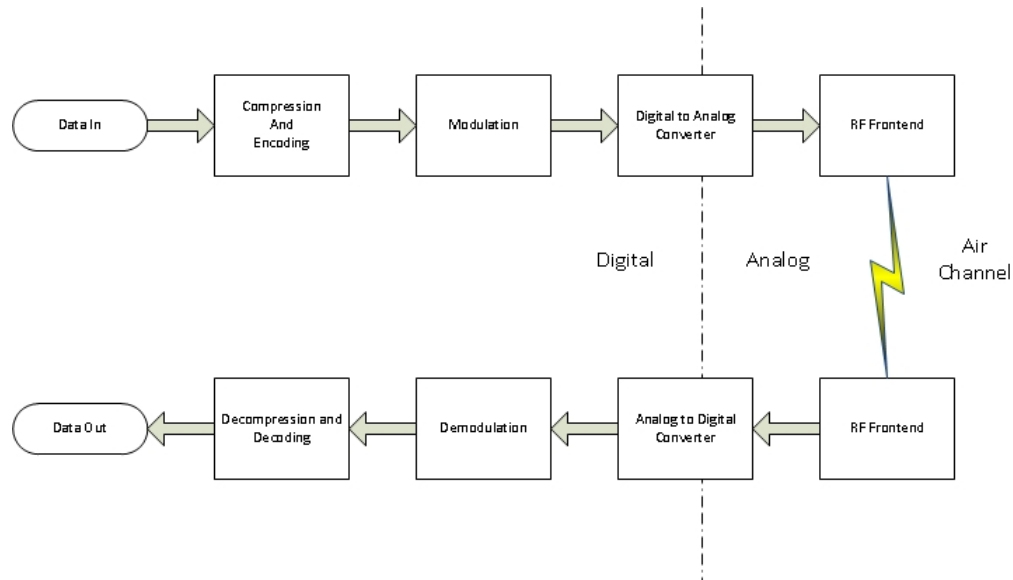 Data In
Compression
And
Encoding
Modulation
Digital to Analog
Converter
RF Frontend
Digital
Analog
Air
Channel
Data Out
Decompression and
Decoding
Demodulation
Analog to Digital
Converter
RF Frontend